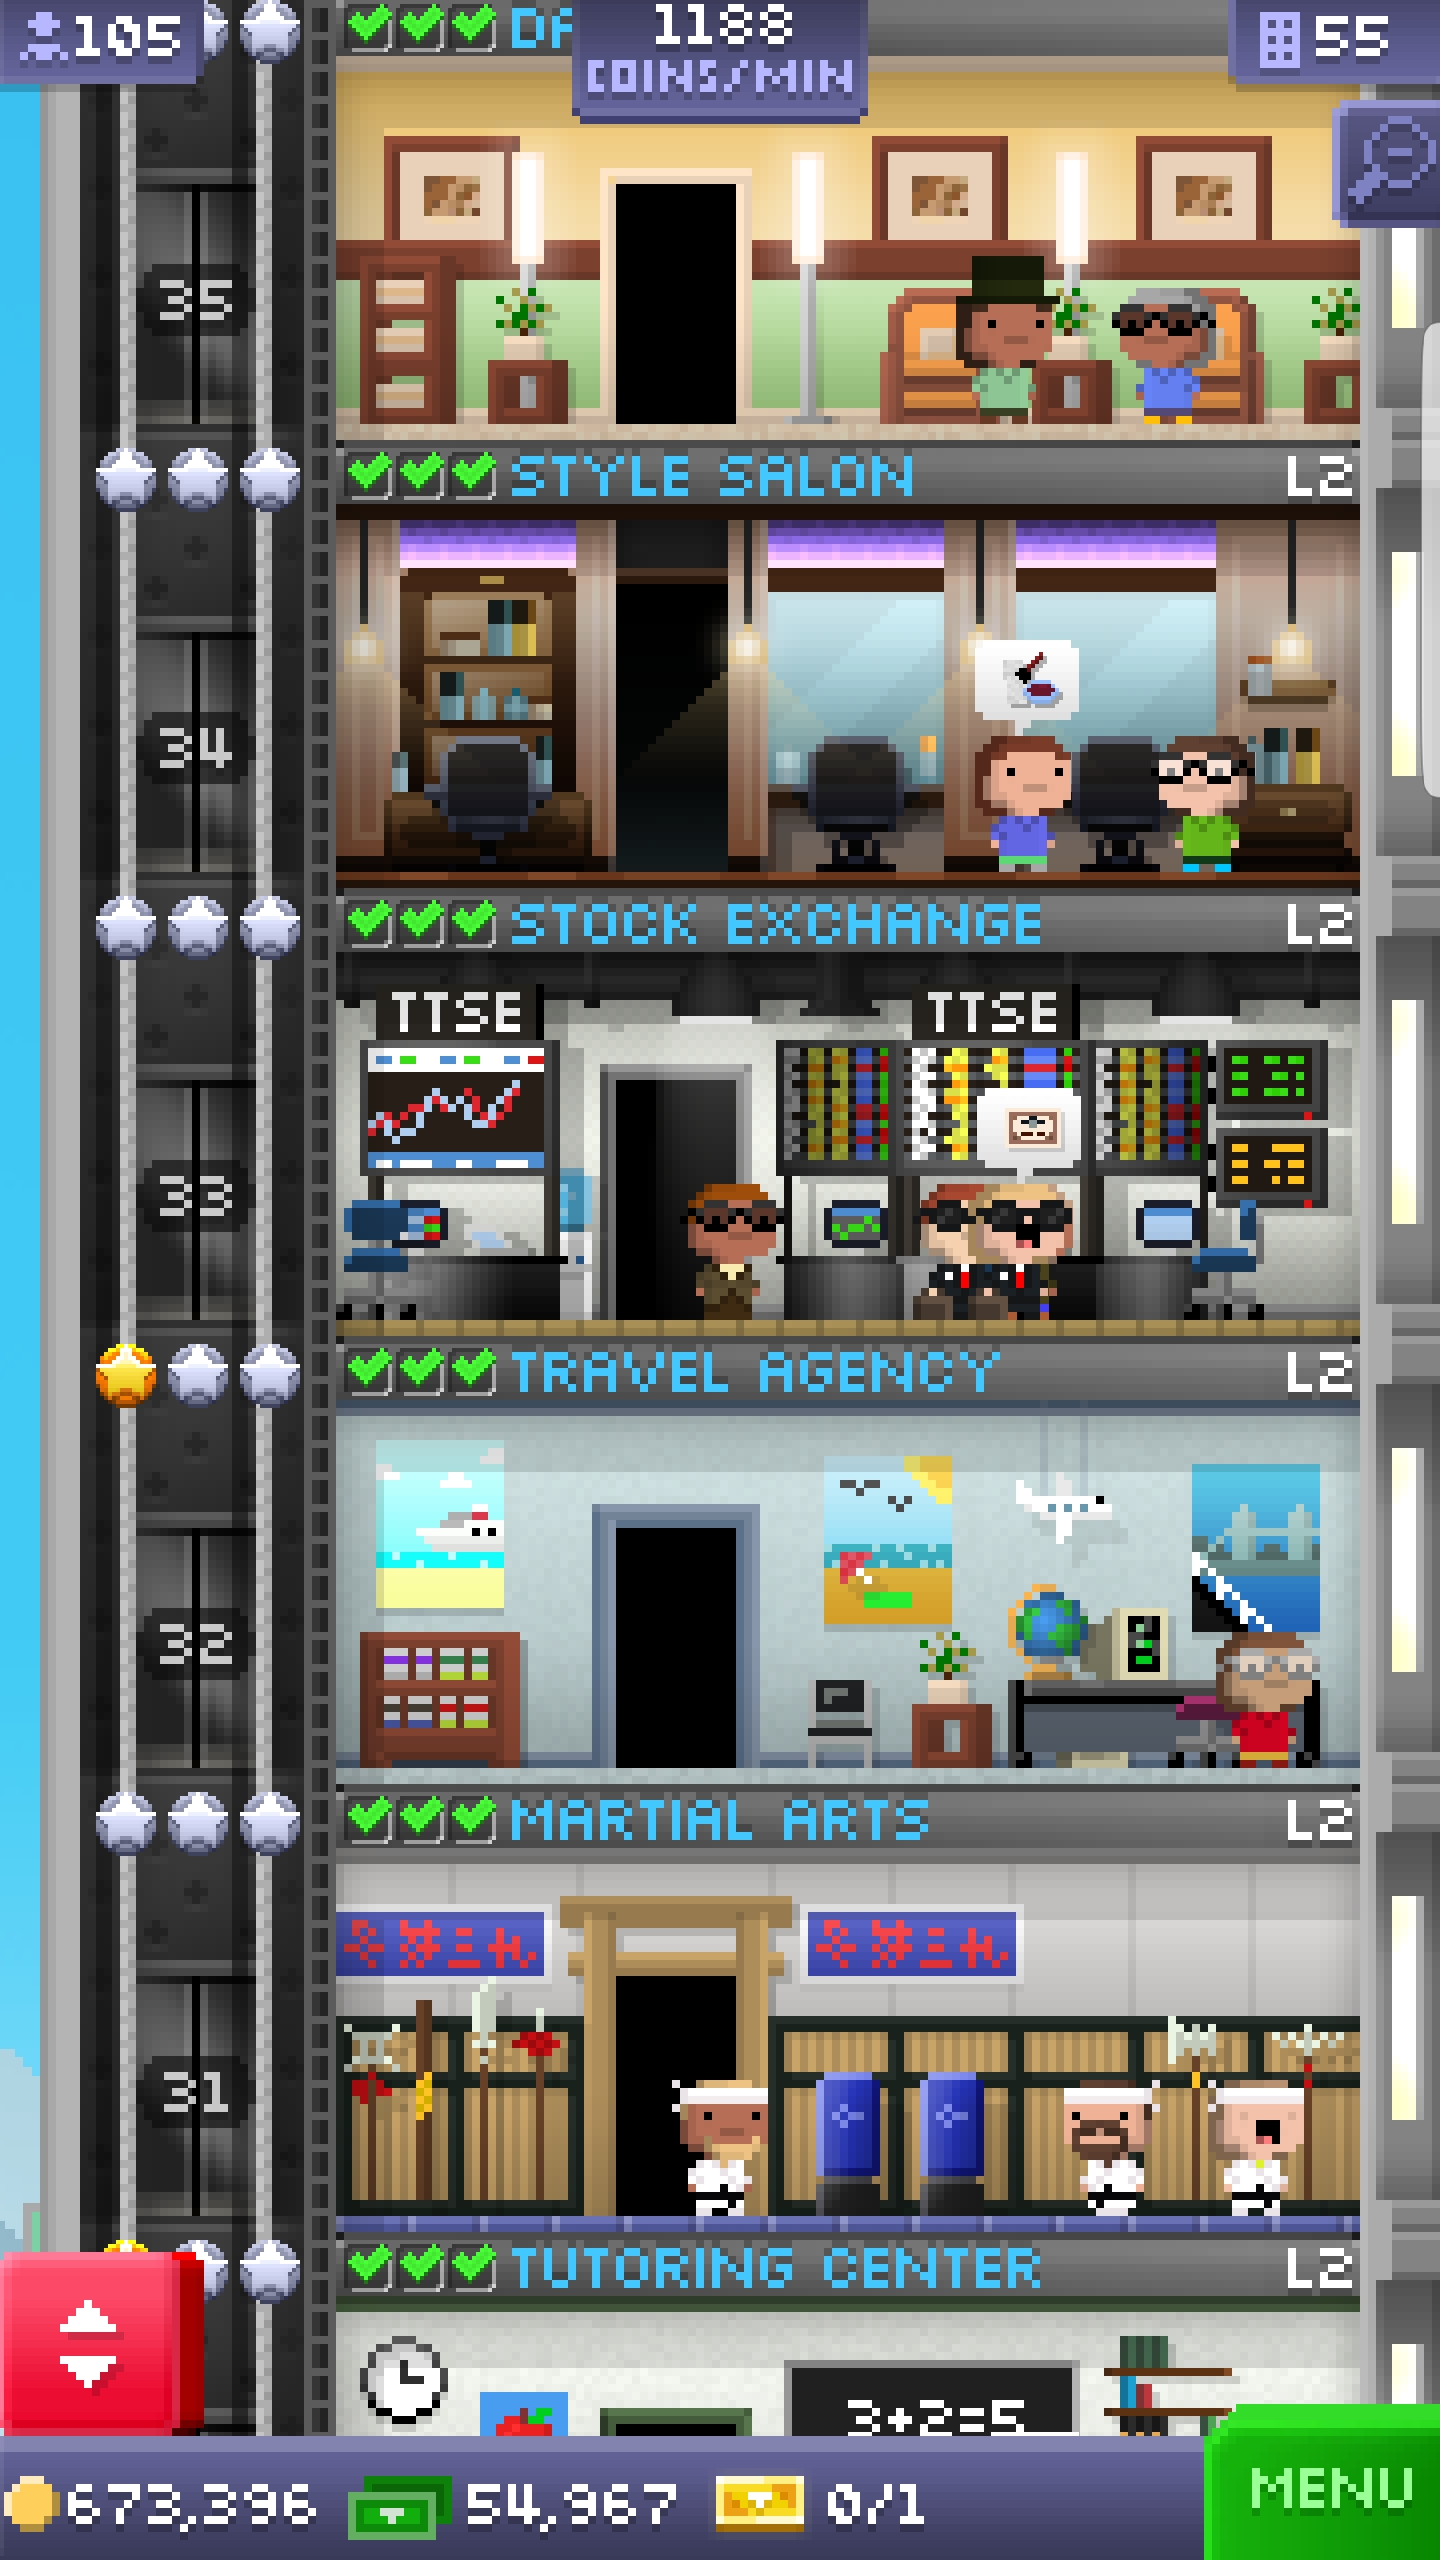 105
1188
COINS/MIN
55
35
STYLE SALON L2
34
STOCK EXCHANGE L2
TTSE TTSE
33
TRAVEL AGENCY L2
32
MARTIAL ARTS L2
31
TUTORING CENTER L2
3+2=5
673,396 54,967 0/1 MENU